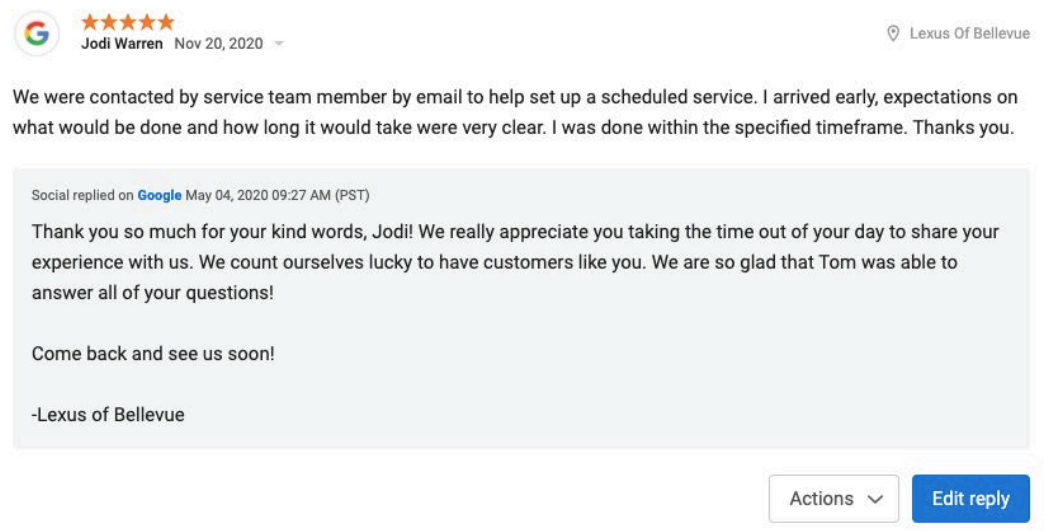 Jodi Warren Nov 20, 2020
Lexus Of Bellevue
We were contacted by service team member by email to help set up a scheduled service. I arrived early, expectations on
what would be done and how long it would take were very clear. I was done within the specified timeframe. Thanks you.
Social replied on Google May 04, 2020 09:27 AM (PST)
Thank you so much for your kind words, Jodi! We really appreciate you taking the time out of your day to share your
experience with us. We count ourselves lucky to have customers like you. We are so glad that Tom was able to
answer all of your questions!
Come back and see us soon!
-Lexus of Bellevue
Actions
Edit reply